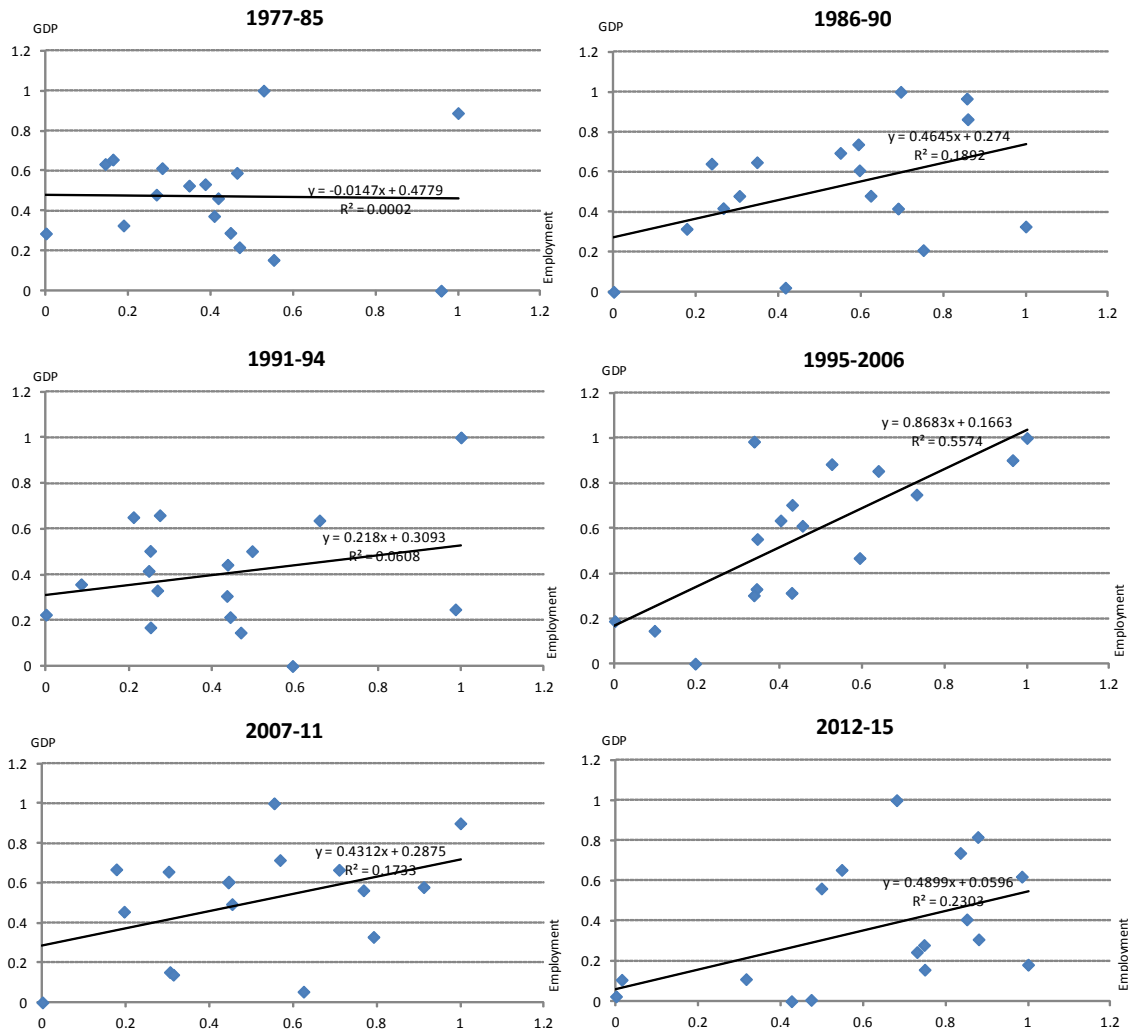 1977-85
GDP
1.2
1
0.8
0.6
0.4
0.2
0
0 0.2 0.4 0.6 0.8 1 1.2
y = -0.0147x + 0.4779
R² = 0.0002
Employment
1986-90
GDP
1.2
1
0.8
0.6
0.4
0.2
0
0 0.2 0.4 0.6 0.8 1 1.2
y = 0.4645x + 0.274
R² = 0.1892
Employment
1991-94
GDP
1.2
1
0.8
0.6
0.4
0.2
0
0 0.2 0.4 0.6 0.8 1 1.2
y = 0.218x + 0.3093
R² = 0.0608
Employment
1995-2006
GDP
1.2
1
0.8
0.6
0.4
0.2
0
0 0.2 0.4 0.6 0.8 1 1.2
y = 0.8683x + 0.1663
R² = 0.5574
Employment
2007-11
GDP
1.2
1
0.8
0.6
0.4
0.2
0
0 0.2 0.4 0.6 0.8 1 1.2
y = 0.4312x + 0.2875
R² = 0.1733
Employment
2012-15
GDP
1.2
1
0.8
0.6
0.4
0.2
0
0 0.2 0.4 0.6 0.8 1 1.2
y = 0.4899x + 0.0596
R² = 0.2303
Employment